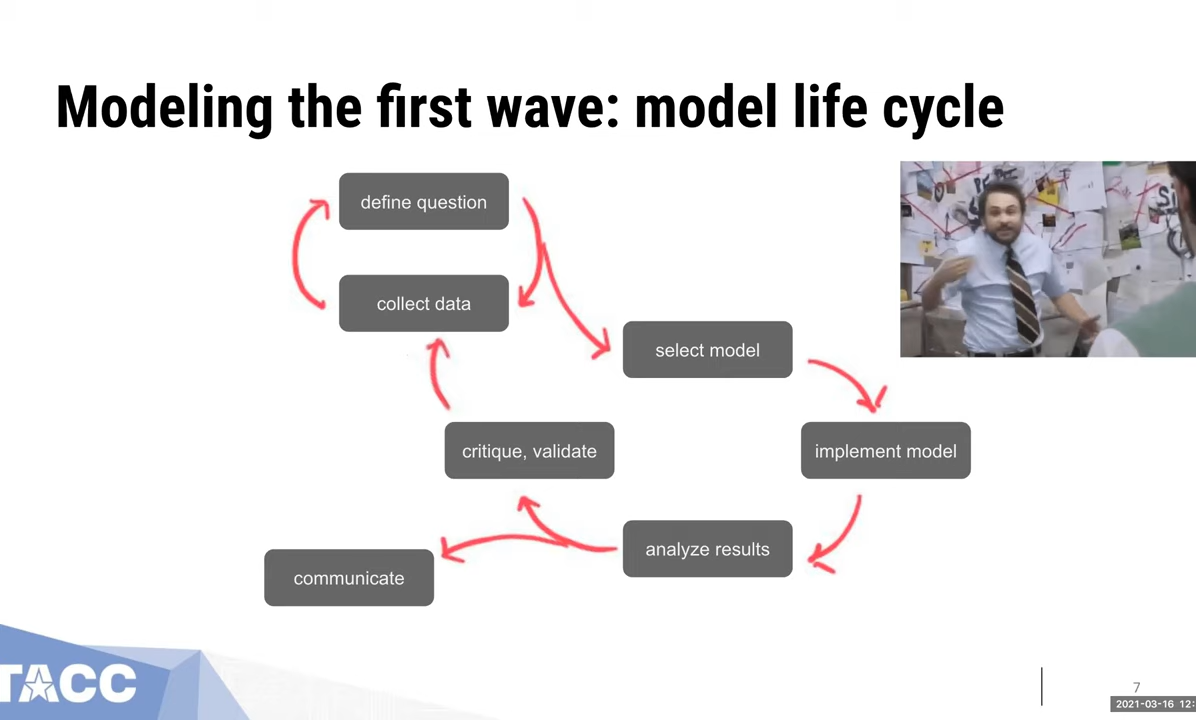 Modeling the first wave: model life cycle
define question
collect data
select model
critique, validate
implement model
analyze results
communicate
TACC
7
2021-03-16 12: